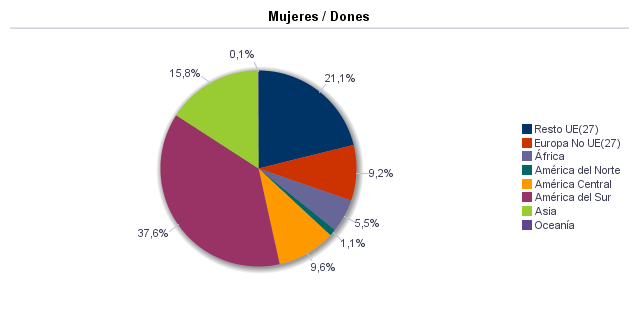 Mujeres / Dones
0,1%
15,8%
21,1%
9,2%
5,5%
1,1%
9,6%
37,6%
Resto UE(27)
Europa No UE(27)
África
América del Norte
América Central
América del Sur
Asia
Oceanía